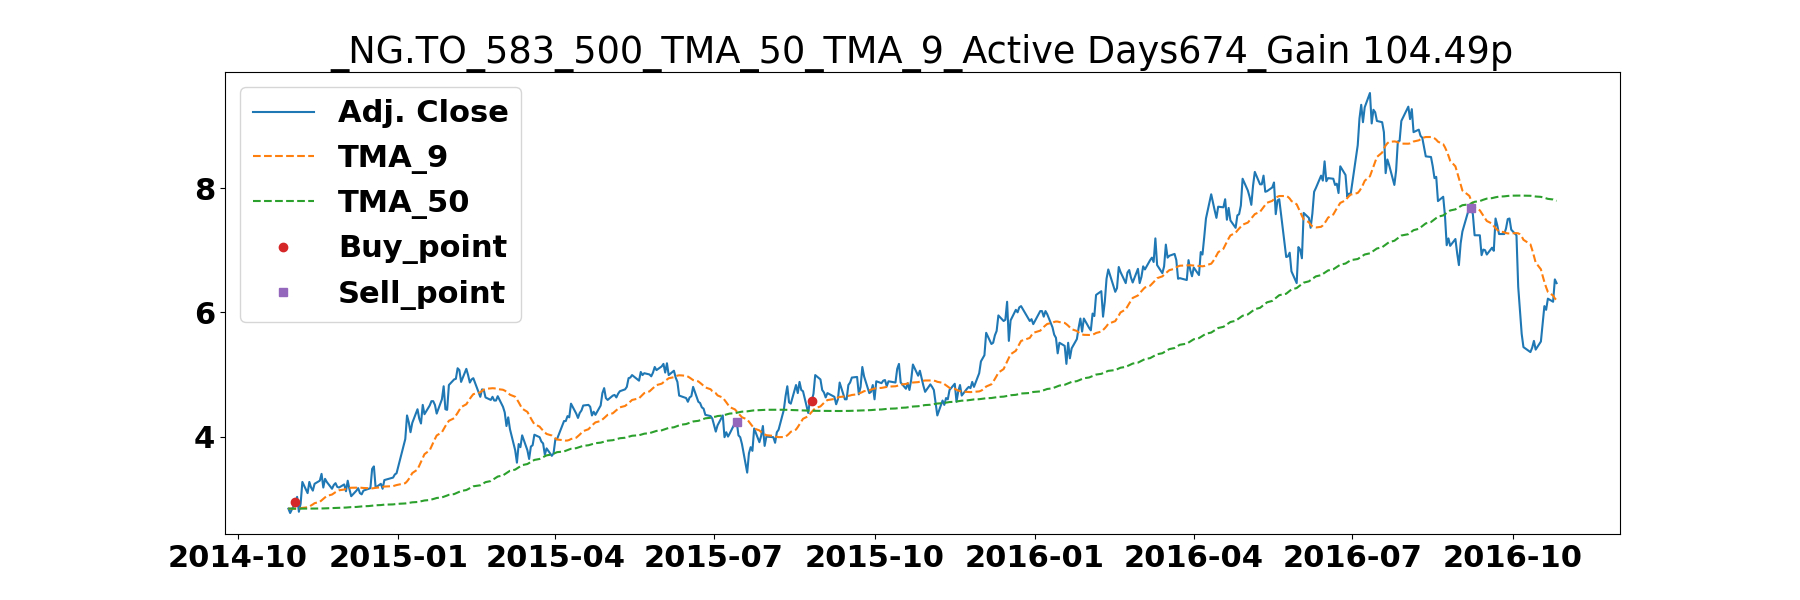 _NG.TO_583_500_TMA_50_TMA_9_Active Days674_Gain 104.49p
Adj. Close
TMA_9
TMA_50
Buy_point
Sell_point
8
6
4
2014-10 2015-01 2015-04 2015-07 2015-10 2016-01 2016-04 2016-07 2016-10